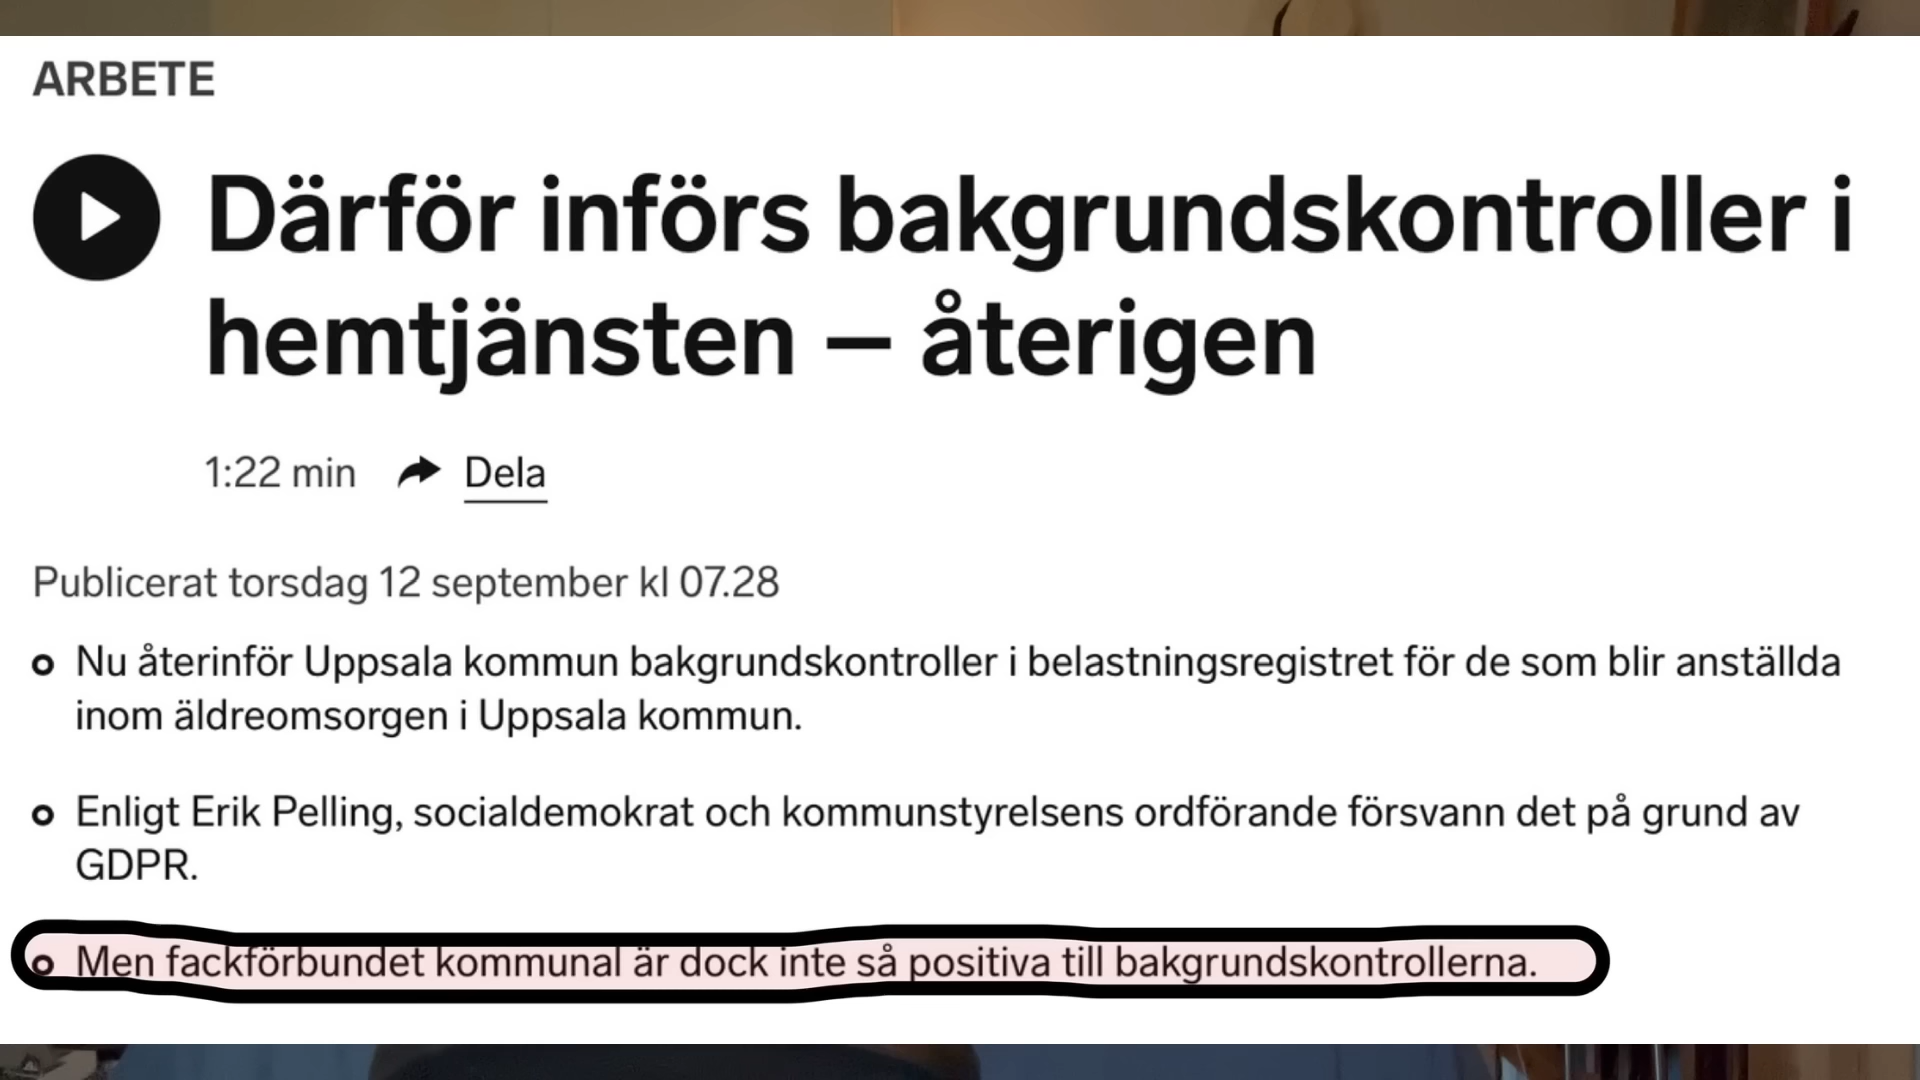 ARBETE
Därför införs bakgrundskontroller i
hemtjänsten – återigen
1:22 min Dela
Publicerat torsdag 12 september kl 07.28
Nu återinför Uppsala kommun bakgrundskontroller i belastningsregistret för de som blir anställda
inom äldreomsorgen i Uppsala kommun.
Enligt Erik Pelling, socialdemokrat och kommunstyrelsens ordförande försvann det på grund av
GDPR.
Men fackförbundet kommunal är dock inte så positiva till bakgrundskontrollerna.